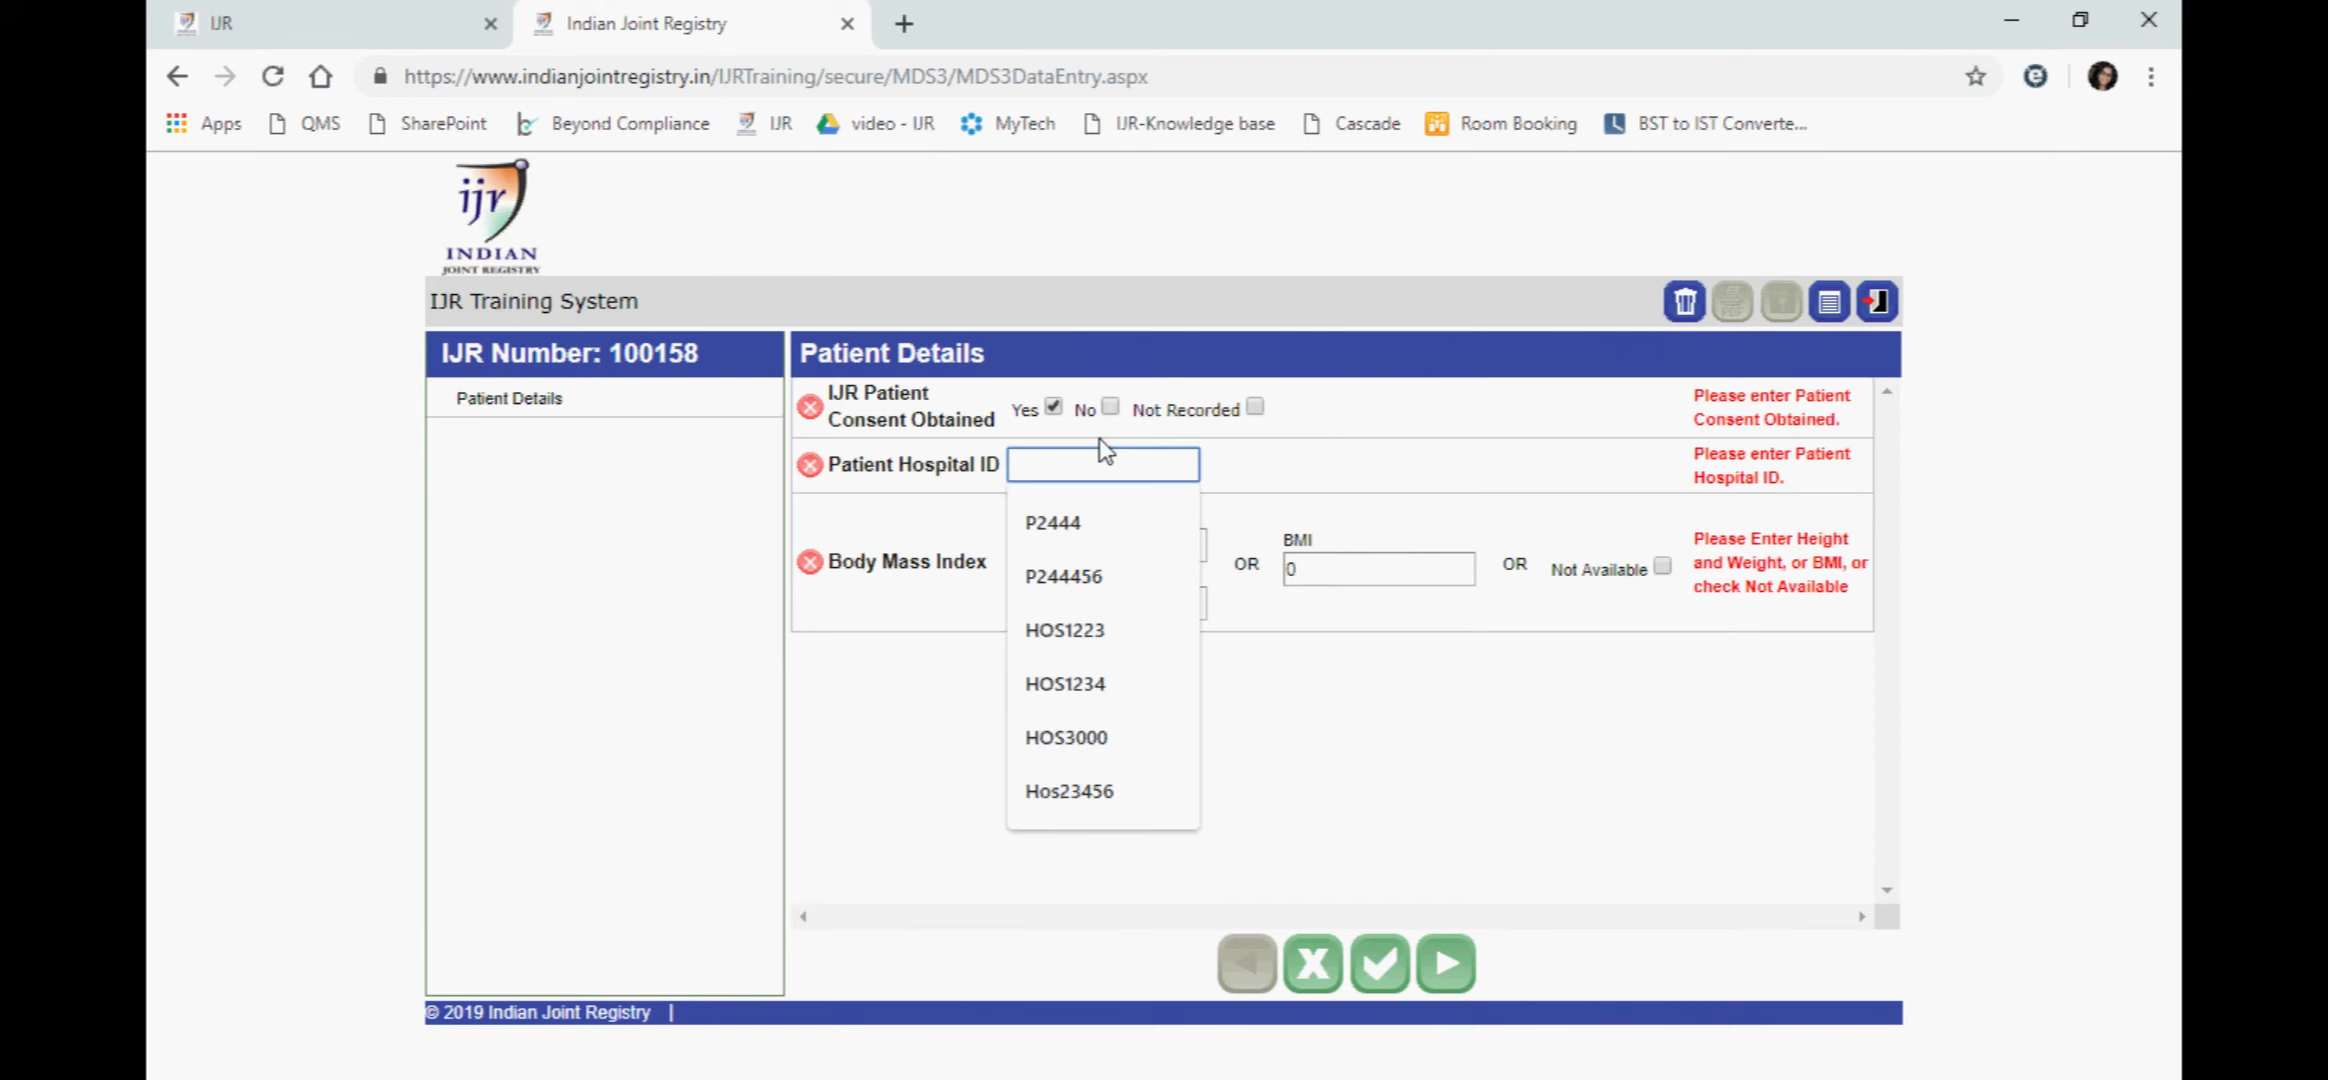 IJR
Indian Joint Registry
https://www.indianjointregistry.in/IJRTraining/secure/MDS3/MDS3DataEntry.aspx
Apps QMS SharePoint Beyond Compliance IJR video - IJR MyTech IJR-Knowledge base Cascade Room Booking BST to IST Converte...
ijr
INDIAN
JOINT REGISTRY
IJR Training System
PDF
IJR Number: 100158
Patient Details
Patient Details
IJR Patient
Consent Obtained
Yes No Not Recorded
Please enter Patient
Consent Obtained.
Patient Hospital ID
Please enter Patient
Hospital ID.
P2444
P244456
HOS1223
HOS1234
HOS3000
Hos23456
Body Mass Index
OR
BMI
0
OR
Not Available
Please Enter Height
and Weight, or BMI, or
check Not Available
© 2019 Indian Joint Registry |